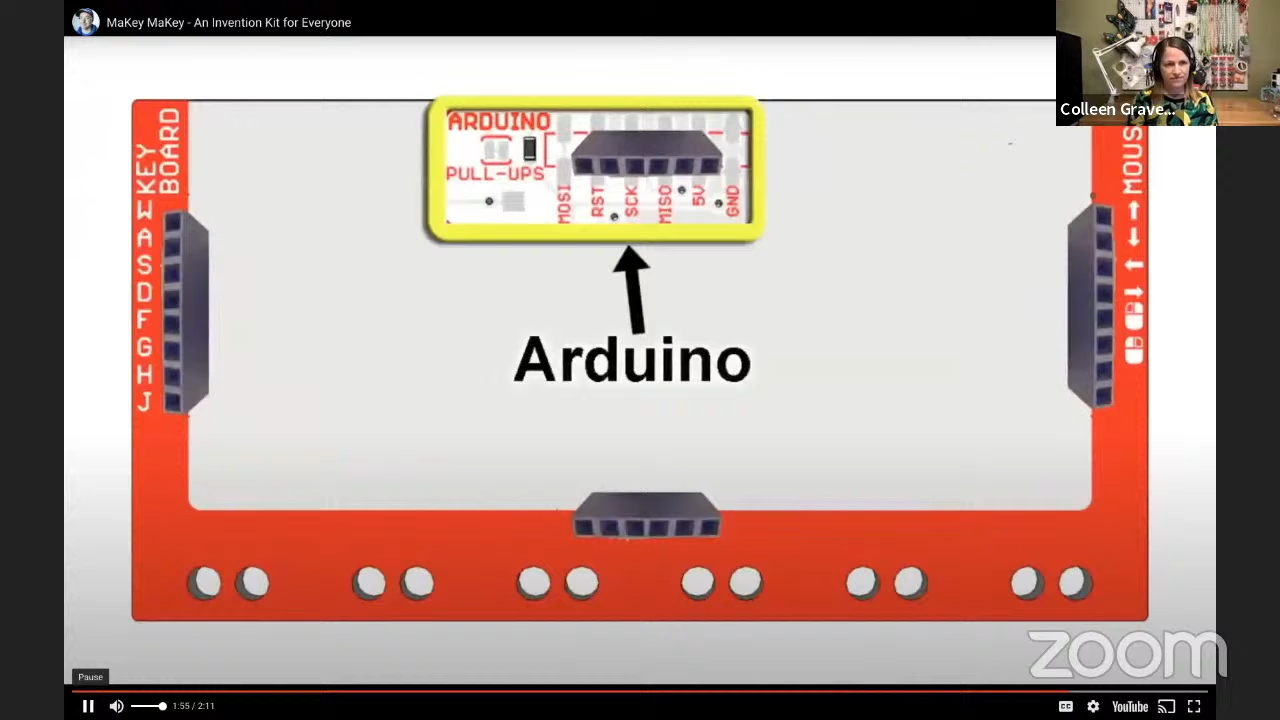 MaKey MaKey - An Invention Kit for Everyone
Colleen Grave...
KEY
BOARD
W
A
S
D
F
G
H
J
ARDUINO
PULL-UPS
MOSI
RST
SCK
MISO
5V
GND
MOUS
Arduino
zoom
Pause
1:55 / 2:11
CC
YouTube